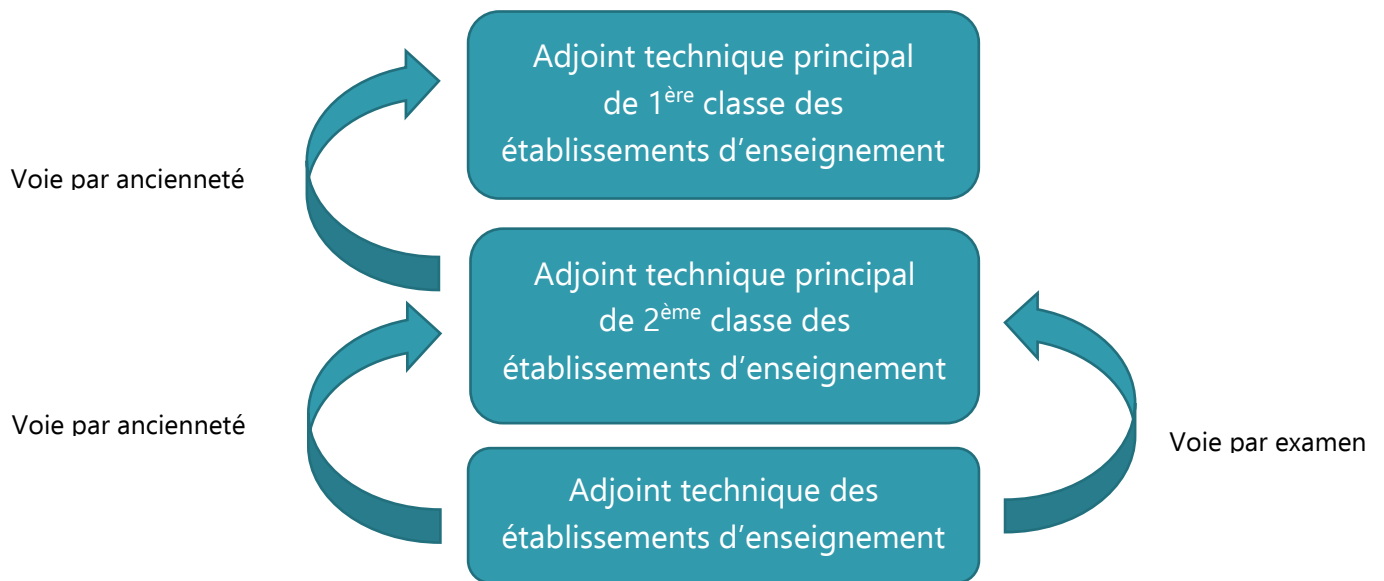 Adjoint technique principal
de 1ère classe des
établissements d’enseignement
Voie par ancienneté
Adjoint technique principal
de 2ème classe des
établissements d’enseignement
Voie par ancienneté
Voie par examen
Adjoint technique des
établissements d’enseignement